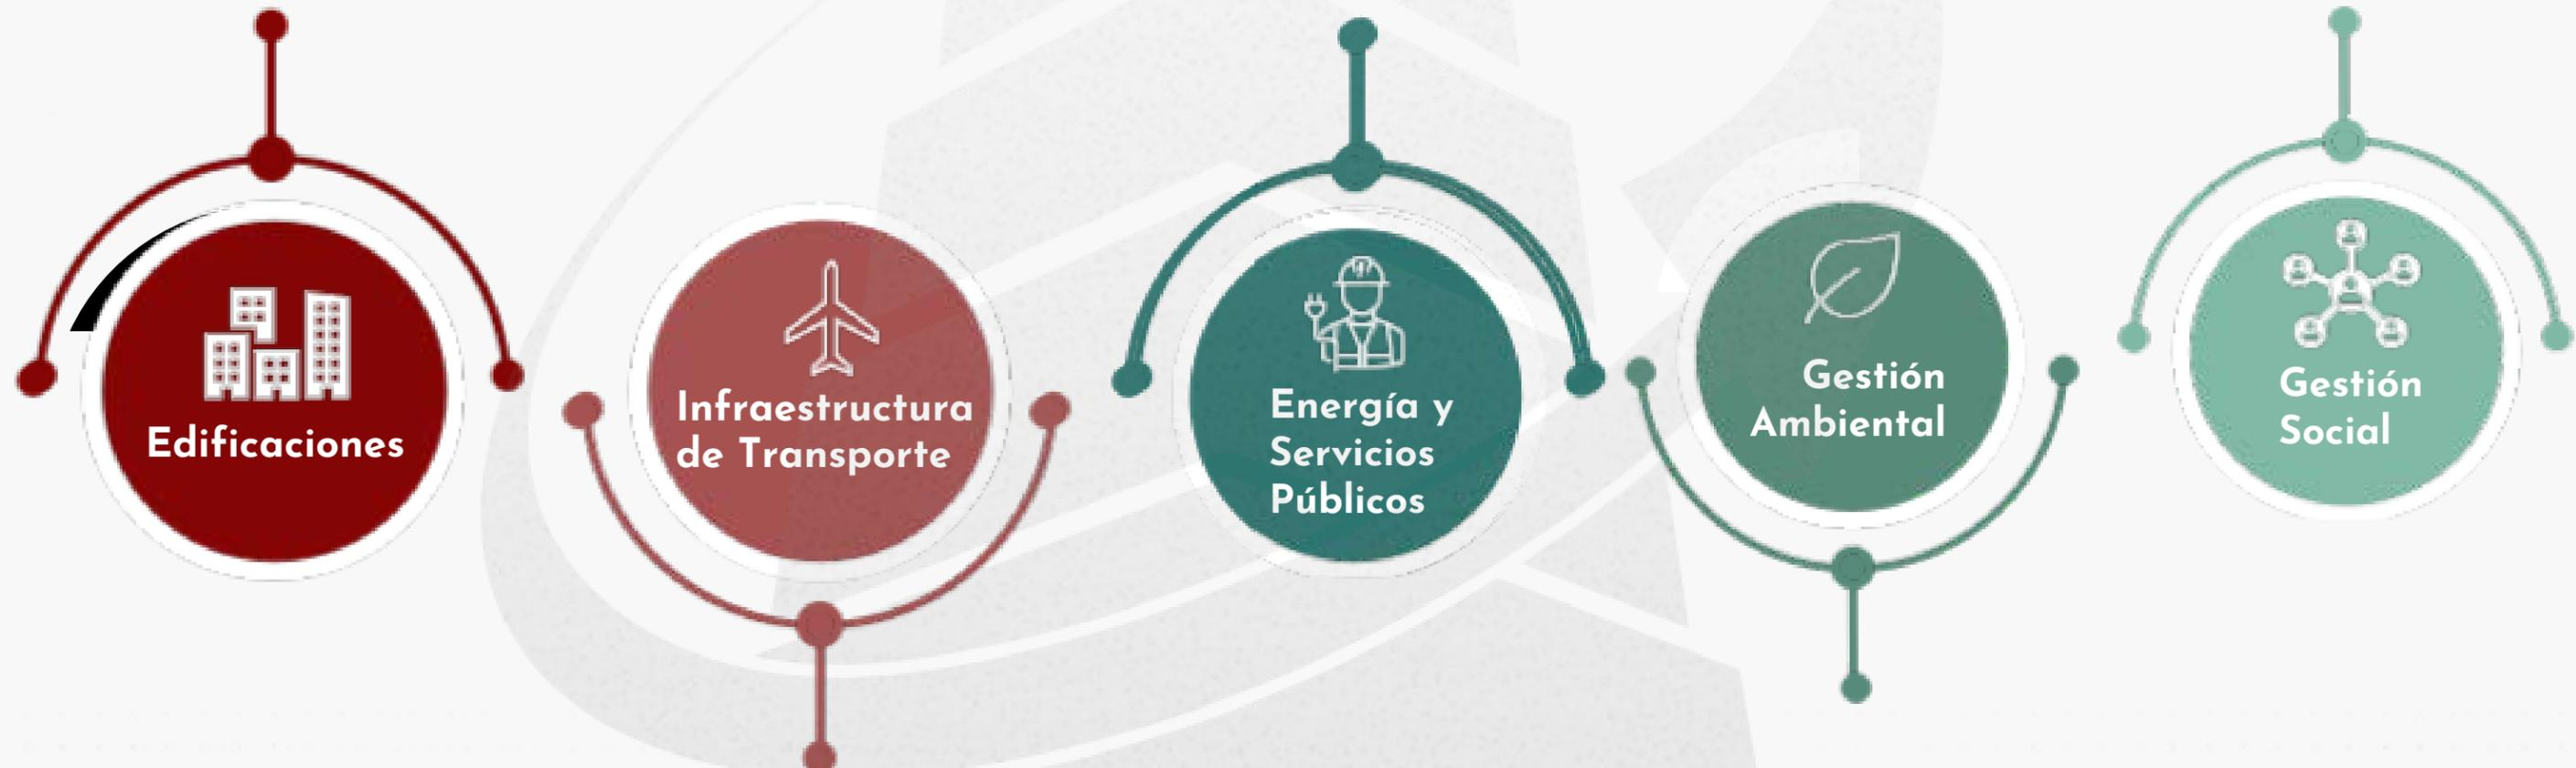 Edificaciones
Infraestructura
de Transporte
Energía y
Servicios
Públicos
Gestión
Ambiental
Gestión
Social